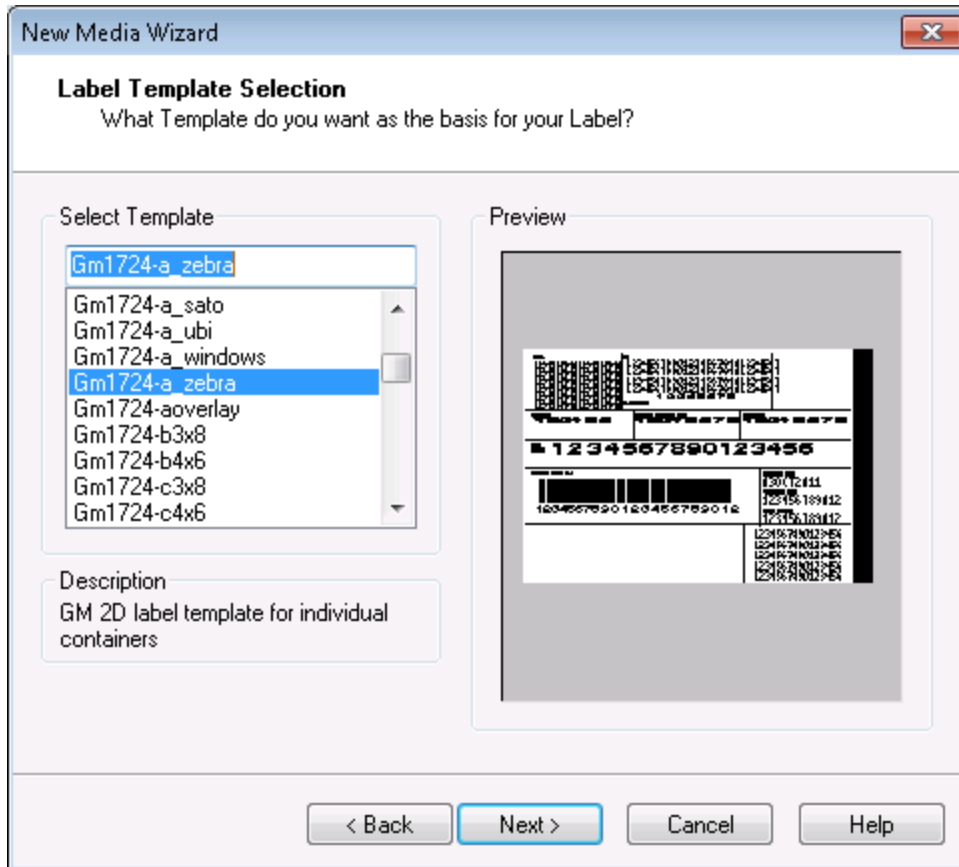 New Media Wizard
Label Template Selection
What Template do you want as the basis for your Label?
Select Template
Gm1724-a_zebra
Gm1724-a_sato
Gm1724-a_ubi
Gm1724-a_windows
Gm1724-a_zebra
Gm1724-aoverlay
Gm1724-b3x8
Gm1724-b4x6
Gm1724-c3x8
Gm1724-c4x6
Description
GM 2D label template for individual
containers
Preview
1234567890123456
< Back
Next >
Cancel
Help